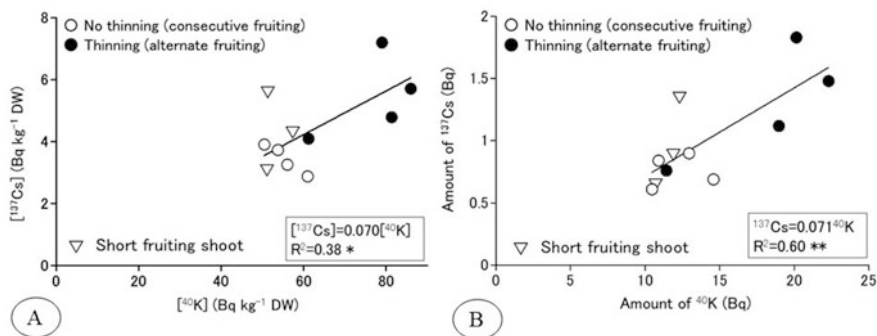 ○ No thinning (consecutive fruiting)
● Thinning (alternate fruiting)
8
6
4
2
0
[¹³⁷Cs] (Bq kg⁻¹ DW)
▽ Short fruiting shoot
[¹³⁷Cs]=0.070[⁴⁰K]
R²=0.38 *
0 20 40 60 80
[⁴⁰K] (Bq kg⁻¹ DW)
A
○ No thinning (consecutive fruiting)
● Thinning (alternate fruiting)
2
1.5
1
0.5
0
Amount of ¹³⁷Cs (Bq)
▽ Short fruiting shoot
¹³⁷Cs=0.071⁴⁰K
R²=0.60 **
0 5 10 15 20 25
Amount of ⁴⁰K (Bq)
B